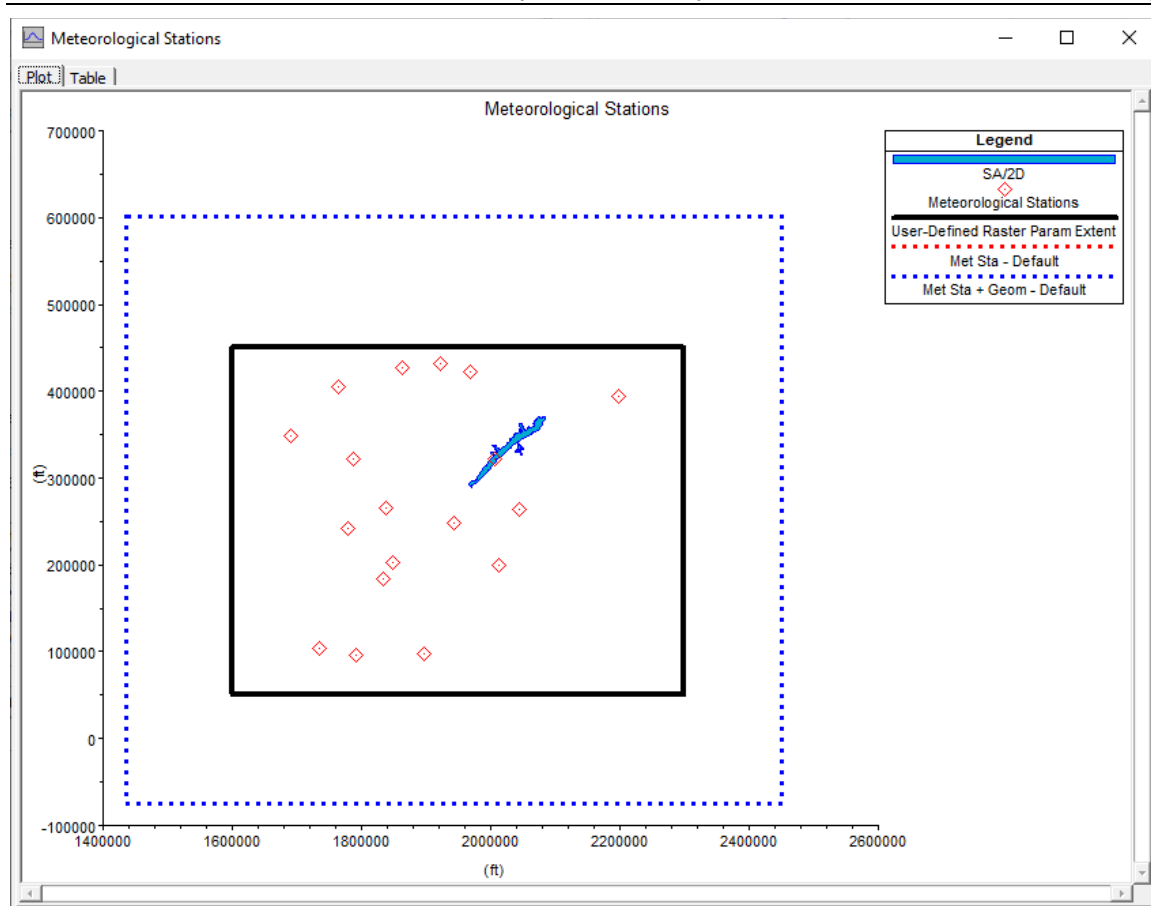 Meteorological Stations
Plot Table
Meteorological Stations
700000
600000
500000
400000
300000
200000
100000
0
-100000
(ft)
1400000 1600000 1800000 2000000 2200000 2400000 2600000
(ft)
Legend
SA/2D
Meteorological Stations
User-Defined Raster Param Extent
Met Sta - Default
Met Sta + Geom - Default